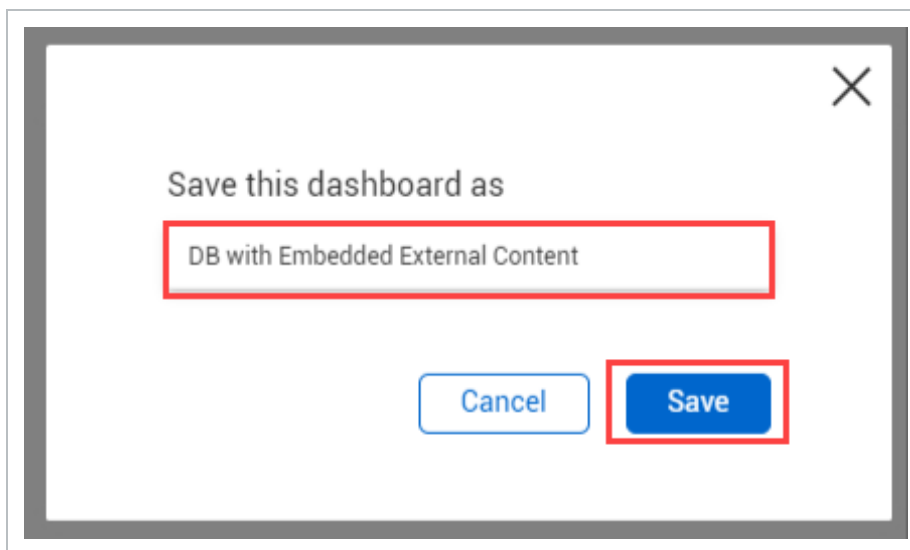 Save this dashboard as
DB with Embedded External Content
Cancel Save